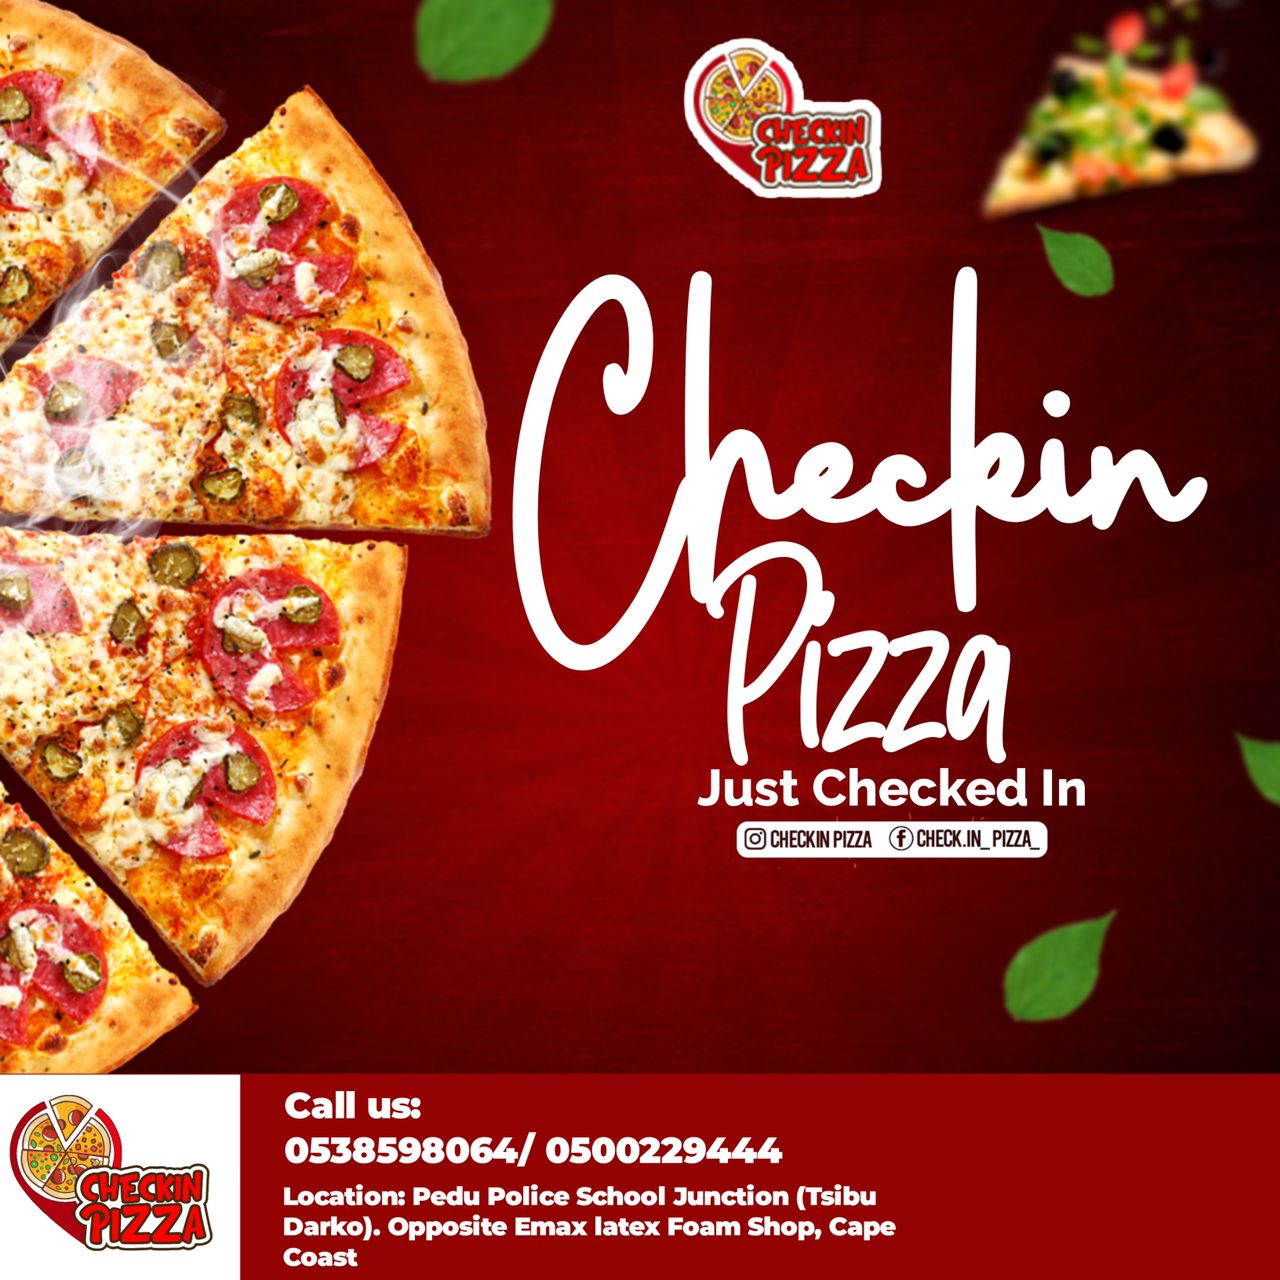 CHECKIN
PIZZA
Checkin
Pizza
Just Checked In
CHECKIN PIZZA CHECK.IN_PIZZA_
CHECKIN
PIZZA
Call us:
0538598064/ 0500229444
Location: Pedu Police School Junction (Tsibu
Darko). Opposite Emax latex Foam Shop, Cape
Coast